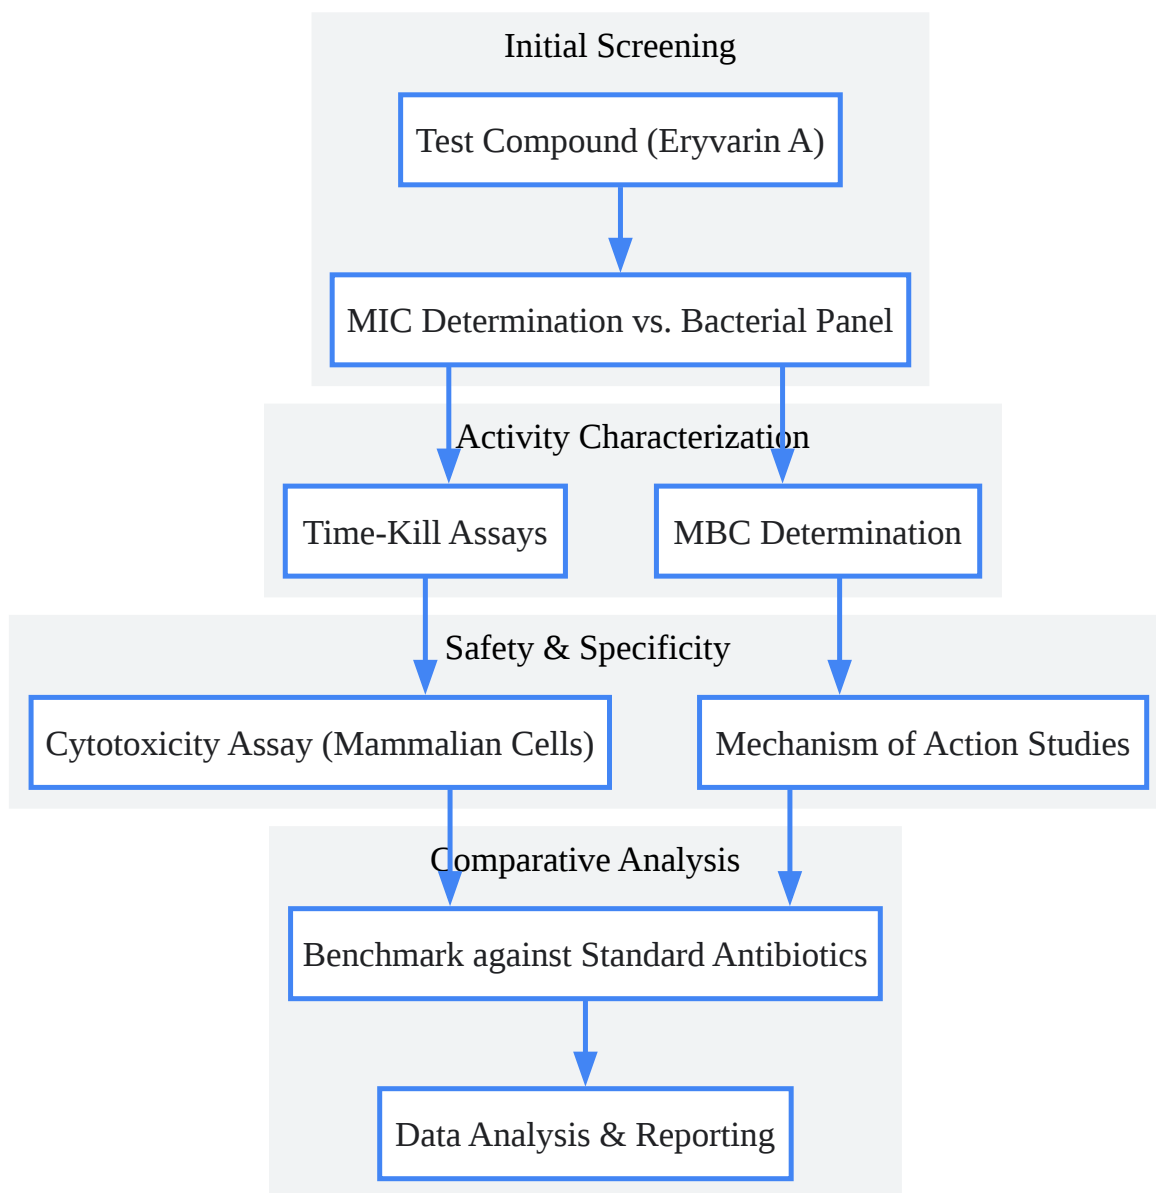 Initial Screening
Test Compound (Eryvarin A)
MIC Determination vs. Bacterial Panel
Activity Characterization
Time-Kill Assays
MBC Determination
Safety & Specificity
Cytotoxicity Assay (Mammalian Cells)
Mechanism of Action Studies
Comparative Analysis
Benchmark against Standard Antibiotics
Data Analysis & Reporting